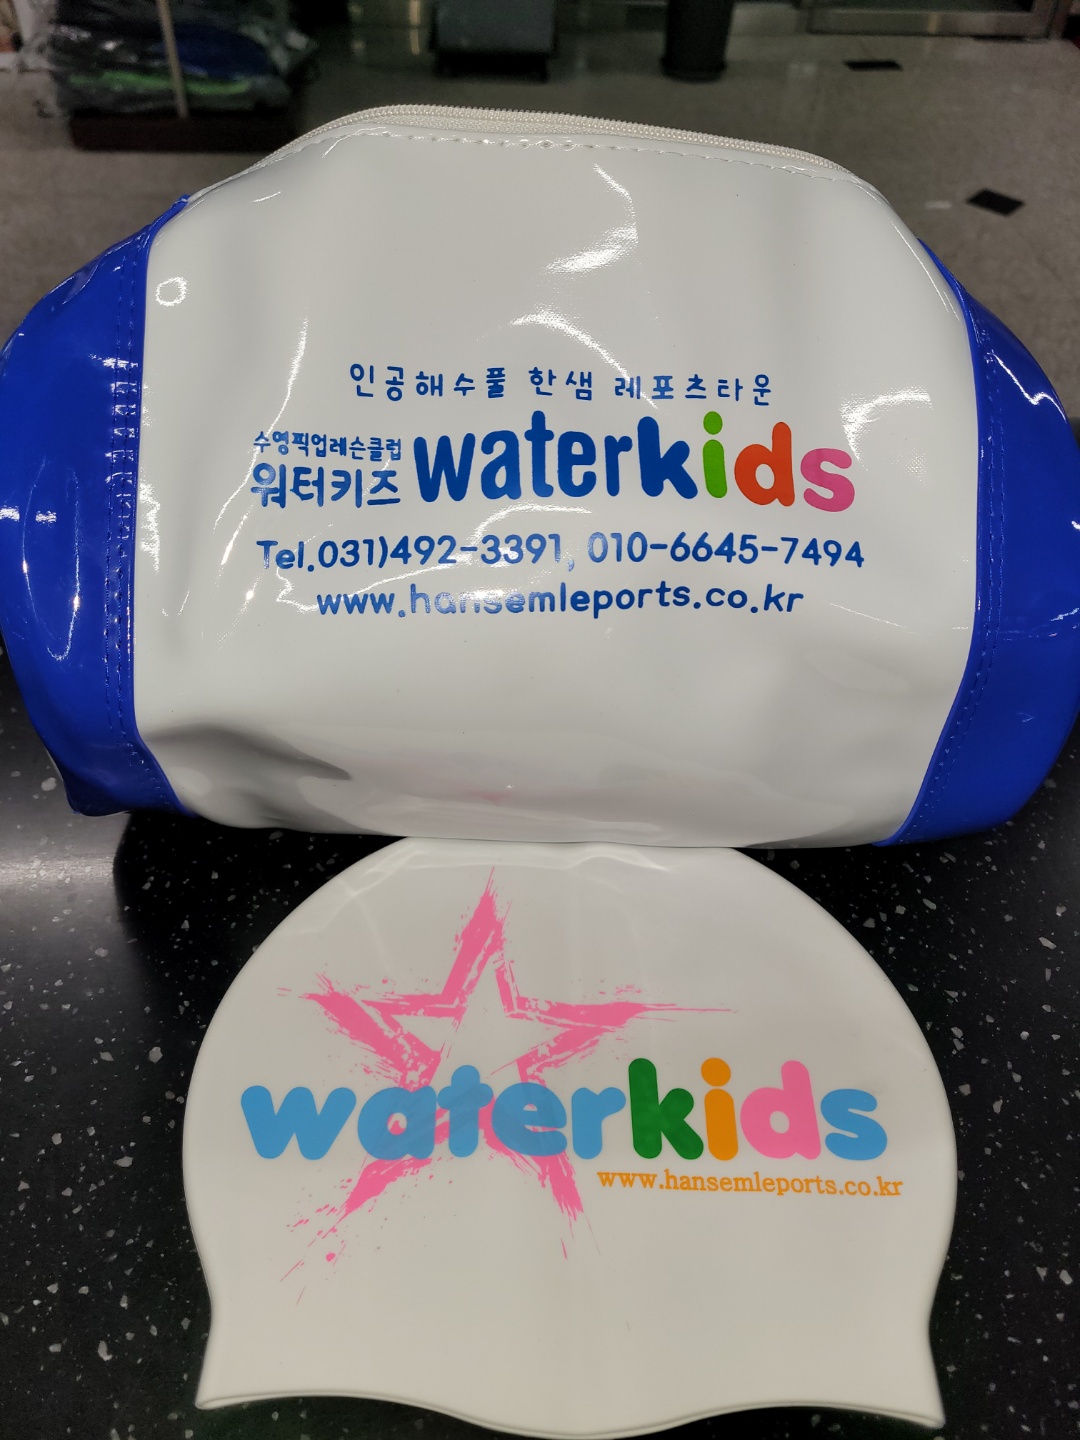 인공해수풀 한샘 레포츠타운
수영픽업레슨클럽
워터키즈 waterkids
Tel.031)492-3391, 010-6645-7494
www.hansemleports.co.kr
waterkids
www.hansemleports.co.kr